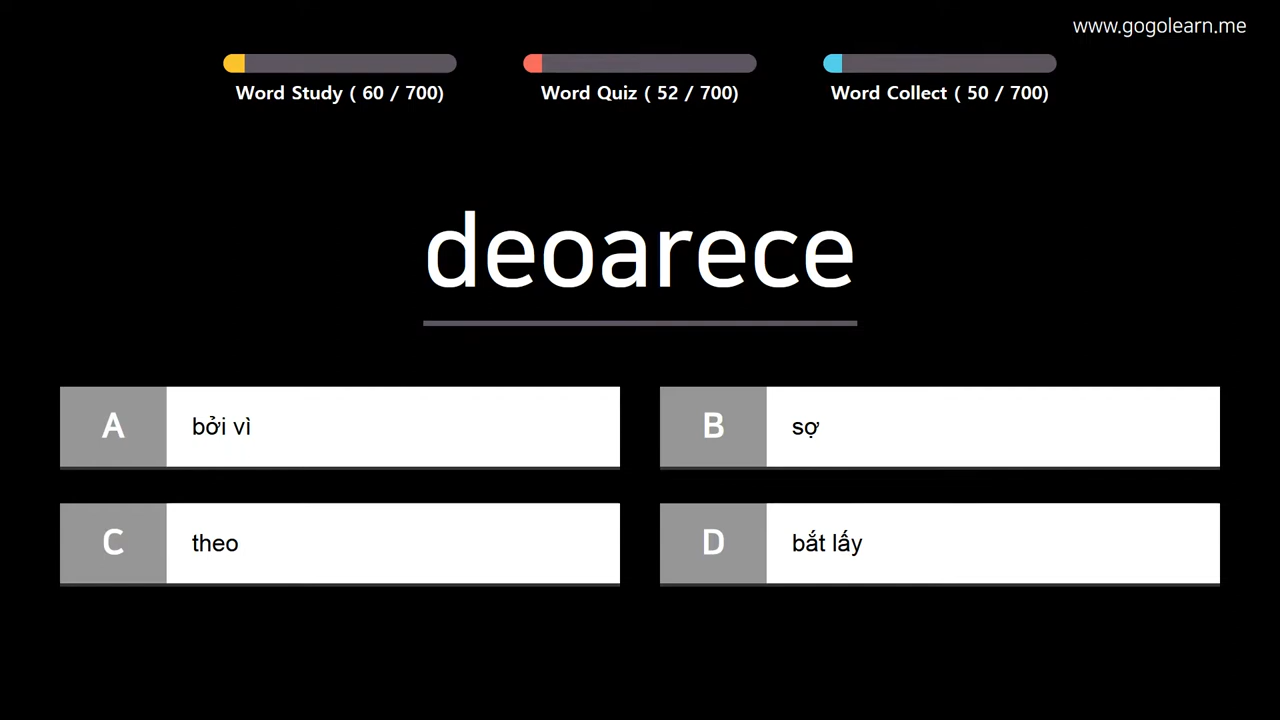 www.gogolearn.me
Word Study ( 60 / 700)
Word Quiz ( 52 / 700)
Word Collect ( 50 / 700)
deoarece
A bởi vì
B sợ
C theo
D bắt lấy